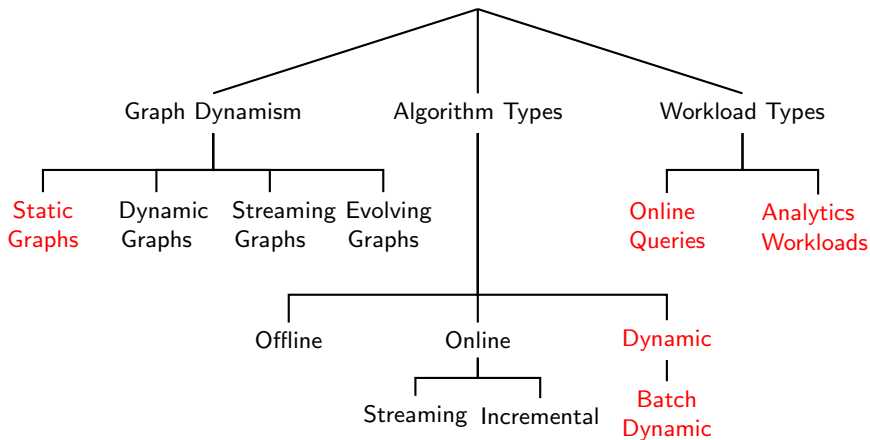 Graph Dynamism
Algorithm Types
Workload Types
Static
Graphs
Dynamic
Graphs
Streaming
Graphs
Evolving
Graphs
Online
Queries
Analytics
Workloads
Offline
Online
Dynamic
Streaming
Incremental
Batch
Dynamic